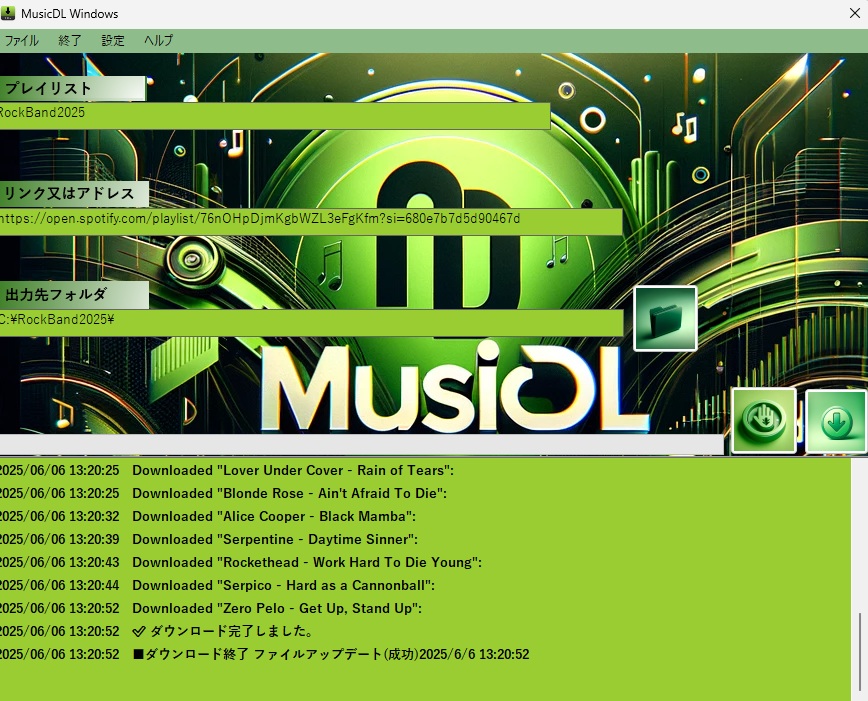 MusicDL Windows
ファイル 終了 設定 ヘルプ
プレイリスト
RockBand2025
リンク又はアドレス
https://open.spotify.com/playlist/76nOHpDjmKgbWZL3eFgKfm?si=680e7b7d5d90467d
出力先フォルダ
C:¥RockBand2025¥
MusicDL
2025/06/06 13:20:25 Downloaded "Lover Under Cover - Rain of Tears":
2025/06/06 13:20:25 Downloaded "Blonde Rose - Ain't Afraid To Die":
2025/06/06 13:20:32 Downloaded "Alice Cooper - Black Mamba":
2025/06/06 13:20:39 Downloaded "Serpentine - Daytime Sinner":
2025/06/06 13:20:43 Downloaded "Rockethead - Work Hard To Die Young":
2025/06/06 13:20:44 Downloaded "Serpico - Hard as a Cannonball":
2025/06/06 13:20:52 Downloaded "Zero Pelo - Get Up, Stand Up":
2025/06/06 13:20:52 ✅ ダウンロード完了しました。
2025/06/06 13:20:52 ■ダウンロード終了 ファイルアップデート(成功)2025/6/6 13:20:52